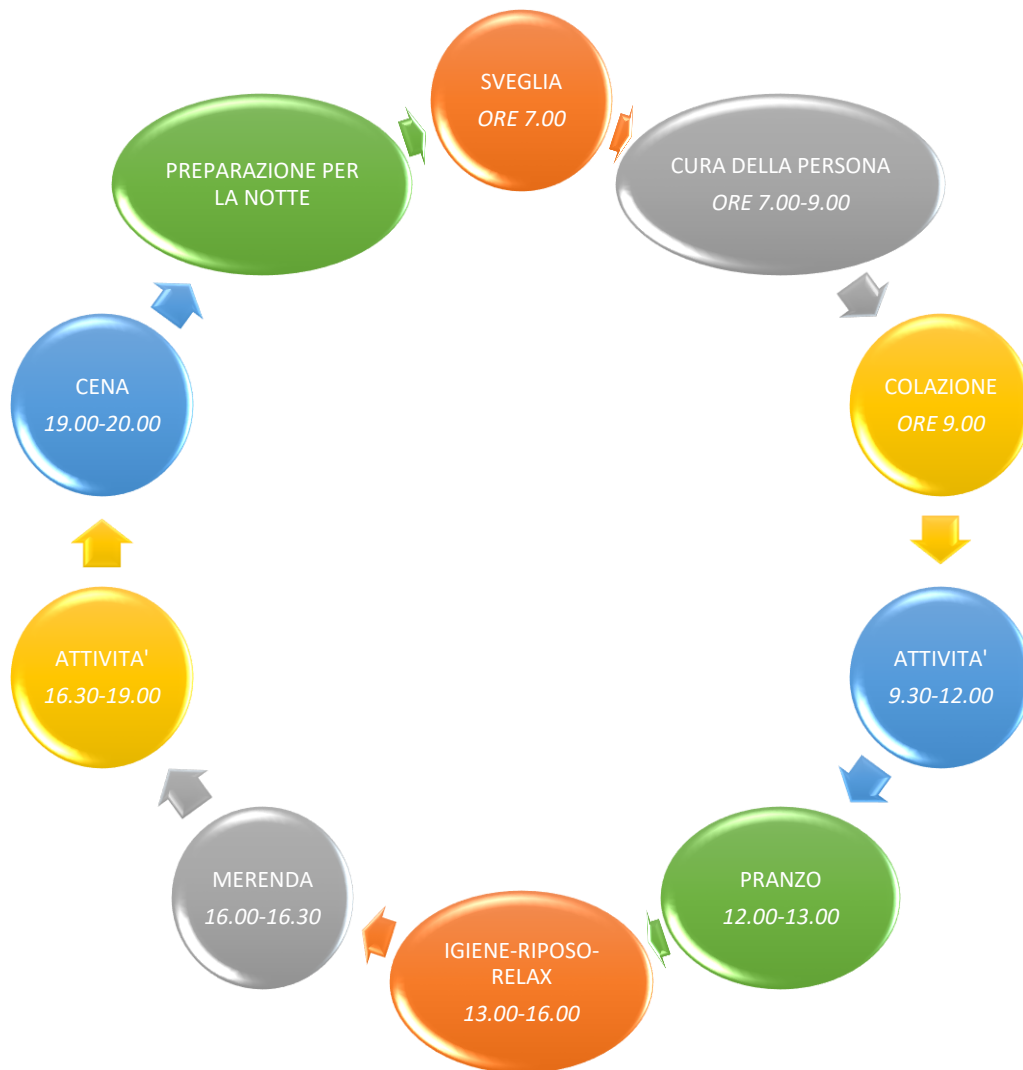 SVEGLIA
ORE 7.00
CURA DELLA PERSONA
ORE 7.00-9.00
COLAZIONE
ORE 9.00
ATTIVITA'
9.30-12.00
PRANZO
12.00-13.00
IGIENE-RIPOSO-
RELAX
13.00-16.00
MERENDA
16.00-16.30
ATTIVITA'
16.30-19.00
CENA
19.00-20.00
PREPARAZIONE PER
LA NOTTE